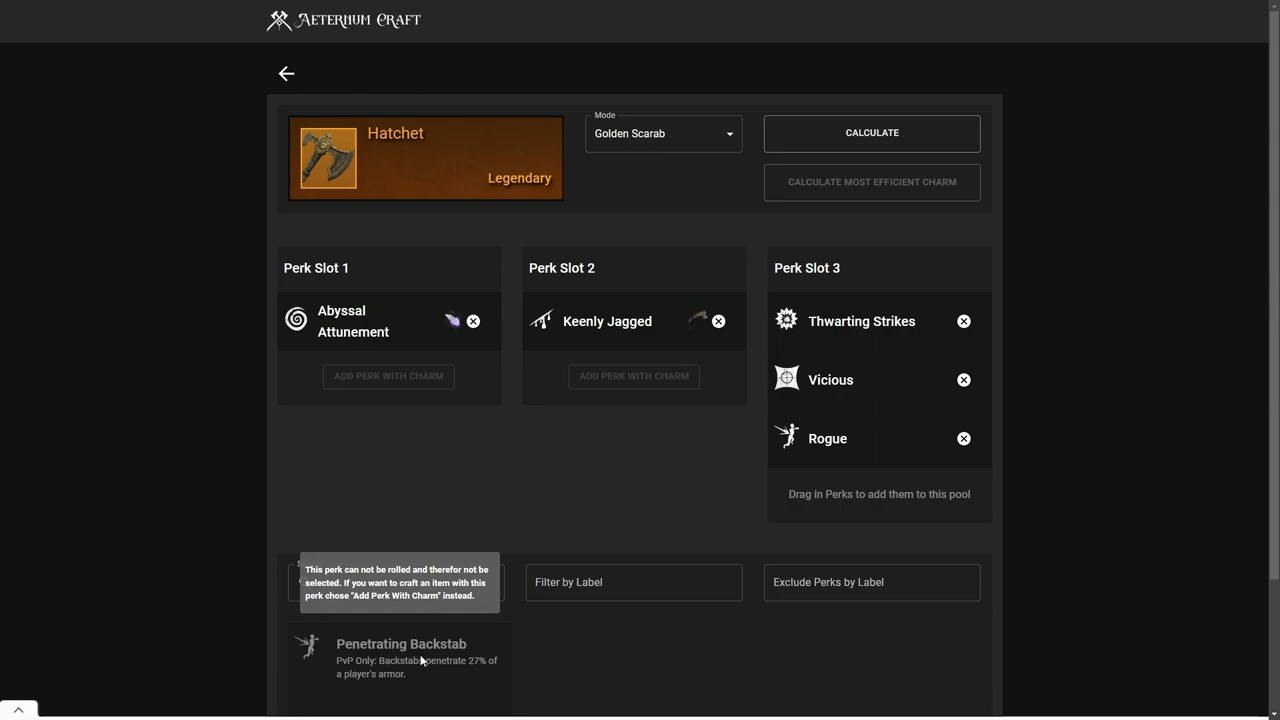 AETERNUM CRAFT
Hatchet
Legendary
Mode
Golden Scarab
CALCULATE
CALCULATE MOST EFFICIENT CHARM
Perk Slot 1
Abyssal
Attunement
ADD PERK WITH CHARM
Perk Slot 2
Keenly Jagged
ADD PERK WITH CHARM
Perk Slot 3
Thwarting Strikes
Vicious
Rogue
Drag in Perks to add them to this pool
This perk can not be rolled and therefor not be
selected. If you want to craft an item with this
perk chose "Add Perk With Charm" instead.
Filter by Label
Exclude Perks by Label
Penetrating Backstab
PvP Only: Backstabs penetrate 27% of
a player's armor.